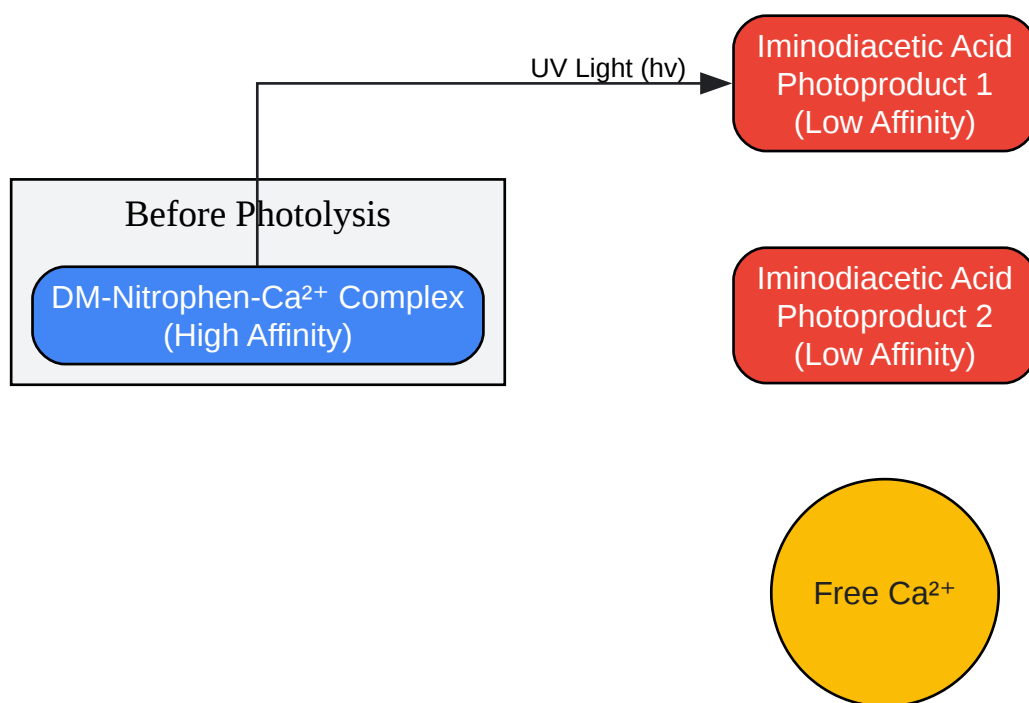 UV Light (hv)
Iminodiacetic Acid
Photoproduct 1
(Low Affinity)
Before Photolysis
DM-Nitrophen-Ca²⁺ Complex
(High Affinity)
Iminodiacetic Acid
Photoproduct 2
(Low Affinity)
Free Ca²⁺